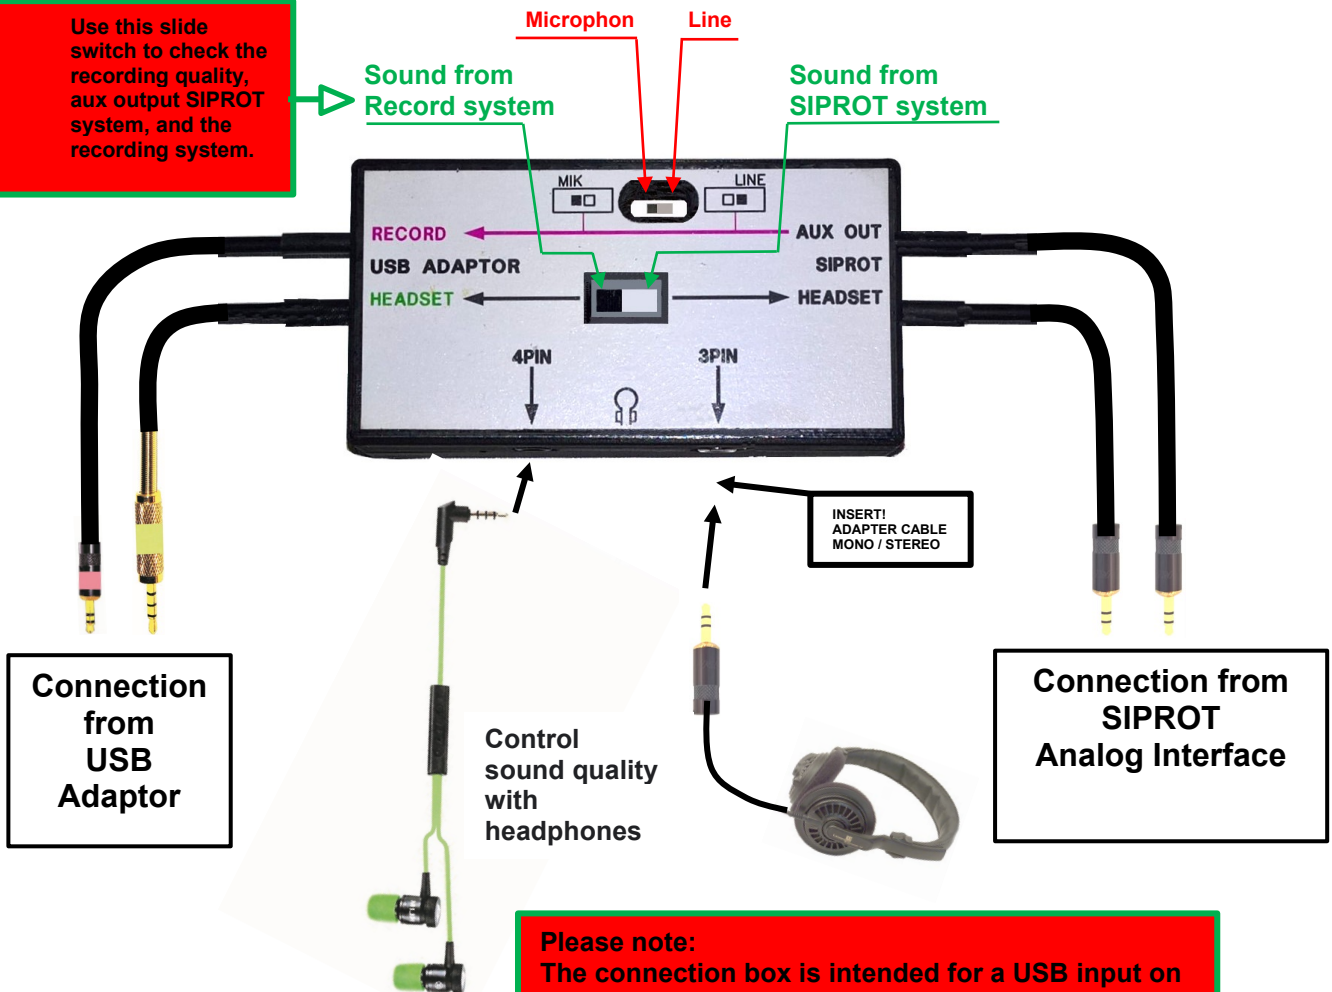 Use this slide
switch to check the
recording quality,
aux output SIPROT
system, and the
recording system.
Microphon
Line
Sound from
Record system
Sound from
SIPROT system
MIK
LINE
RECORD
AUX OUT
USB ADAPTOR
SIPROT
HEADSET
HEADSET
4PIN
3PIN
INSERT!
ADAPTER CABLE
MONO / STEREO
Connection
from
USB
Adaptor
Control
sound quality
with
headphones
Connection from
SIPROT
Analog Interface
Please note:
The connection box is intended for a USB input on